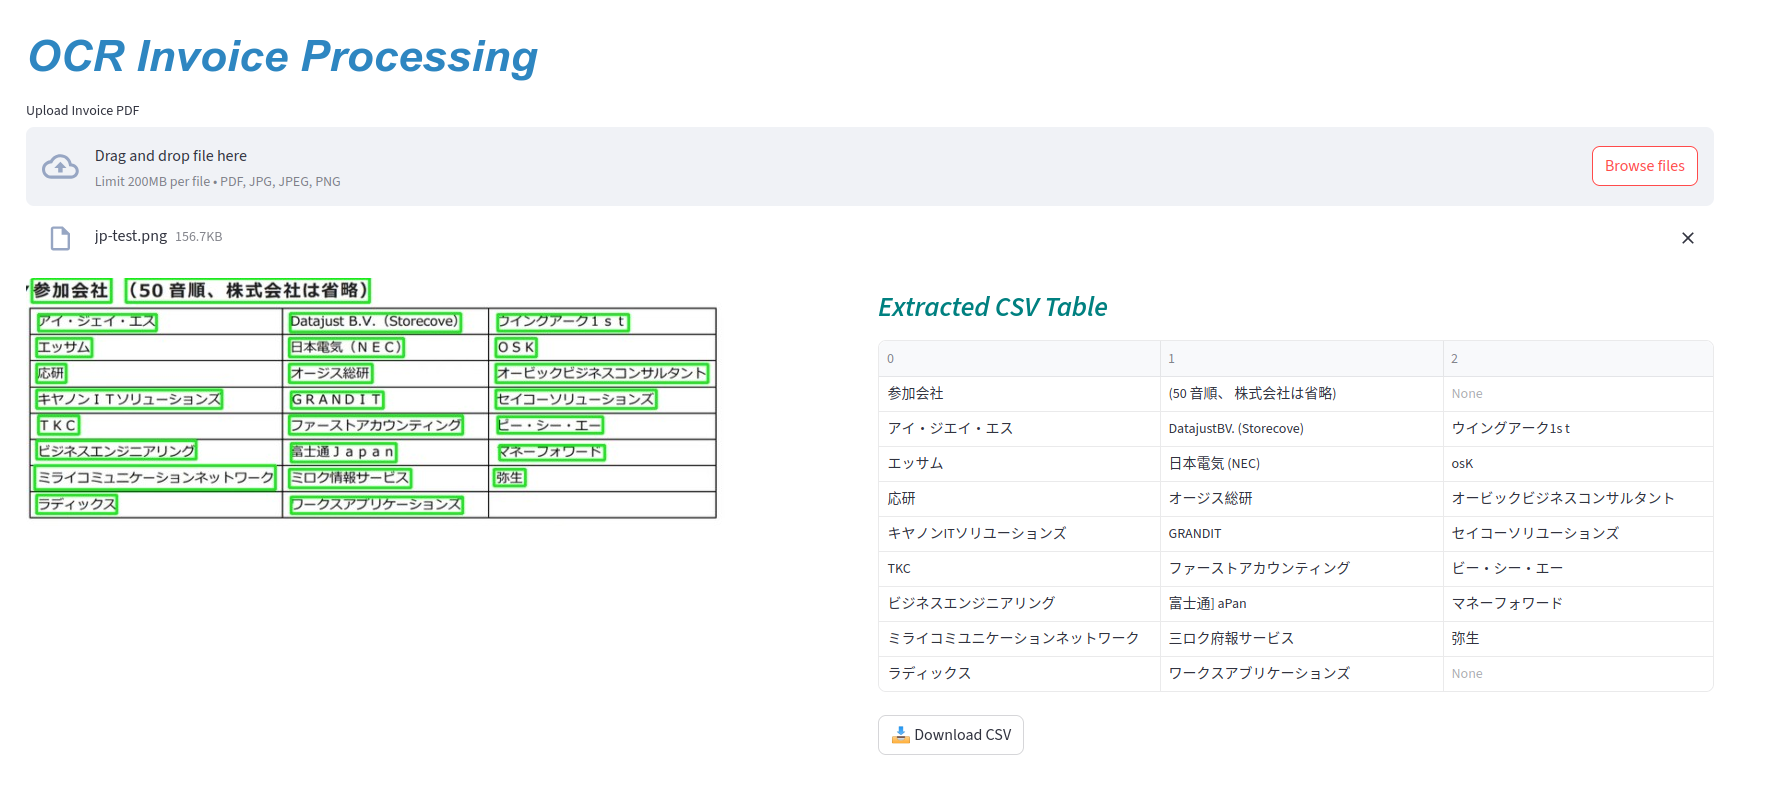 OCR Invoice Processing
Upload Invoice PDF
Drag and drop file here
Limit 200MB per file • PDF, JPG, JPEG, PNG
Browse files
jp-test.png 156.7KB
参加会社 （50 音順、株式会社は省略）
アイ・ジェイ・エス Datajust B.V.（Storecove） ウイングアーク１ｓｔ
エッサム 日本電気（ＮＥＣ） ＯＳＫ
応研 オージス総研 オービックビジネスコンサルタント
キヤノンＩＴソリューションズ ＧＲＡＮＤＩＴ セイコーソリューションズ
ＴＫＣ ファーストアカウンティング ピー・シー・エー
ビジネスエンジニアリング 富士通Ｊａｐａｎ マネーフォワード
ミライコミュニケーションネットワーク ミロク情報サービス 弥生
ラディックス ワークスアプリケーションズ
Extracted CSV Table
0 1 2
参加会社 (50 音順、 株式会社は省略) None
アイ・ジエイ・エス DatajustBV. (Storecove) ウイングアーク1s t
エッサム 日本電気 (NEC) osK
応研 オージス総研 オービックビジネスコンサルタント
キヤノンITソリユーションズ GRANDIT セイコーソリユーションズ
TKC ファーストアカウンティング ビー・シー・エー
ビジネスエンジニアリング 富士通] aPan マネーフォワード
ミライコミユニケーションネットワーク 三ロク府報サービス 弥生
ラディックス ワークスアブリケーションズ None
Download CSV